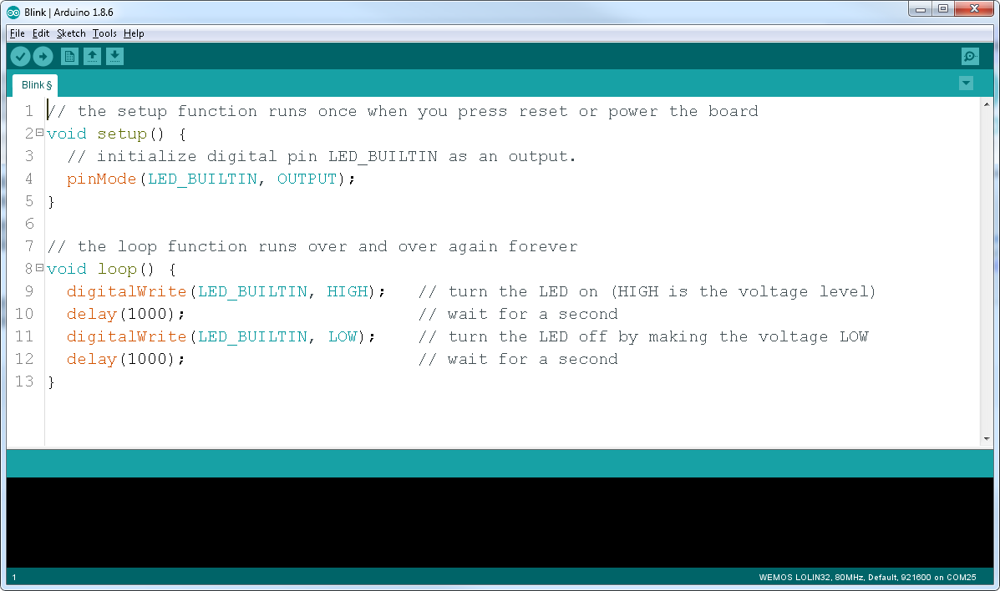 Blink | Arduino 1.8.6
File Edit Sketch Tools Help
Blink §
1 // the setup function runs once when you press reset or power the board
2 void setup() {
3   // initialize digital pin LED_BUILTIN as an output.
4   pinMode(LED_BUILTIN, OUTPUT);
5 }
6
7 // the loop function runs over and over again forever
8 void loop() {
9   digitalWrite(LED_BUILTIN, HIGH);   // turn the LED on (HIGH is the voltage level)
10   delay(1000);                       // wait for a second
11   digitalWrite(LED_BUILTIN, LOW);    // turn the LED off by making the voltage LOW
12   delay(1000);                       // wait for a second
13 }
1 WEMOS LOLIN32, 80MHz, Default, 921600 on COM25